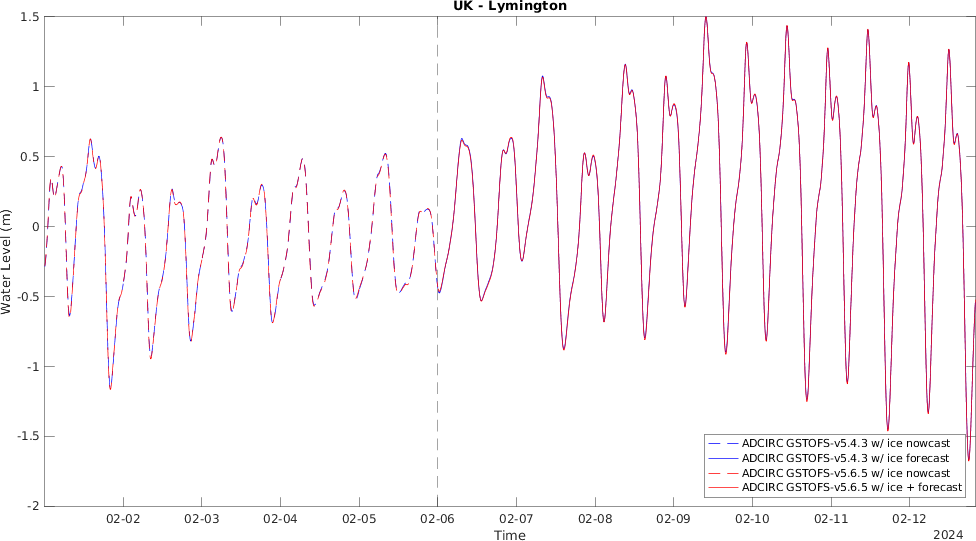 UK - Lymington
1.5
1
0.5
0
-0.5
-1
-1.5
-2
Water Level (m)
02-02 02-03 02-04 02-05 02-06 02-07 02-08 02-09 02-10 02-11 02-12
Time
2024
ADCIRC GSTOFS-v5.4.3 w/ ice nowcast
ADCIRC GSTOFS-v5.4.3 w/ ice forecast
ADCIRC GSTOFS-v5.6.5 w/ ice nowcast
ADCIRC GSTOFS-v5.6.5 w/ ice + forecast